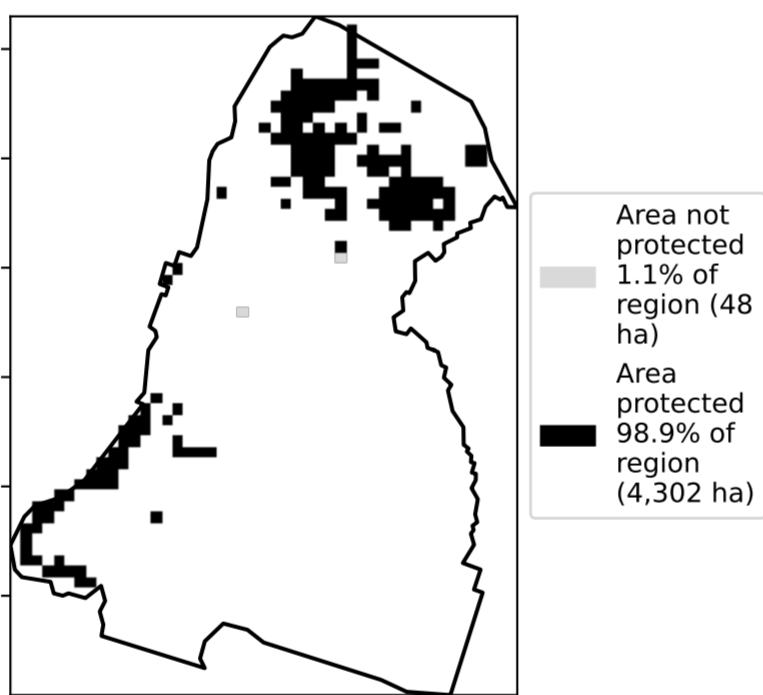 Area not
protected
1.1% of
region (48
ha)
Area
protected
98.9% of
region
(4,302 ha)